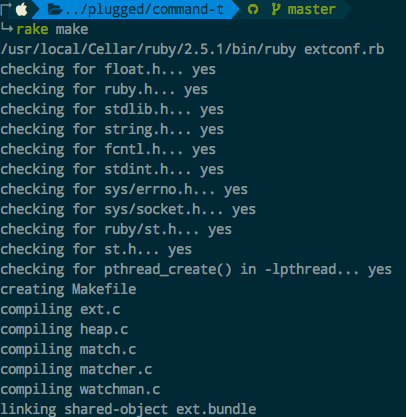 ../plugged/command-t master
rake make
/usr/local/Cellar/ruby/2.5.1/bin/ruby extconf.rb
checking for float.h... yes
checking for ruby.h... yes
checking for stdlib.h... yes
checking for string.h... yes
checking for fcntl.h... yes
checking for stdint.h... yes
checking for sys/errno.h... yes
checking for sys/socket.h... yes
checking for ruby/st.h... yes
checking for st.h... yes
checking for pthread_create() in -lpthread... yes
creating Makefile
compiling ext.c
compiling heap.c
compiling match.c
compiling matcher.c
compiling watchman.c
linking shared-object ext.bundle